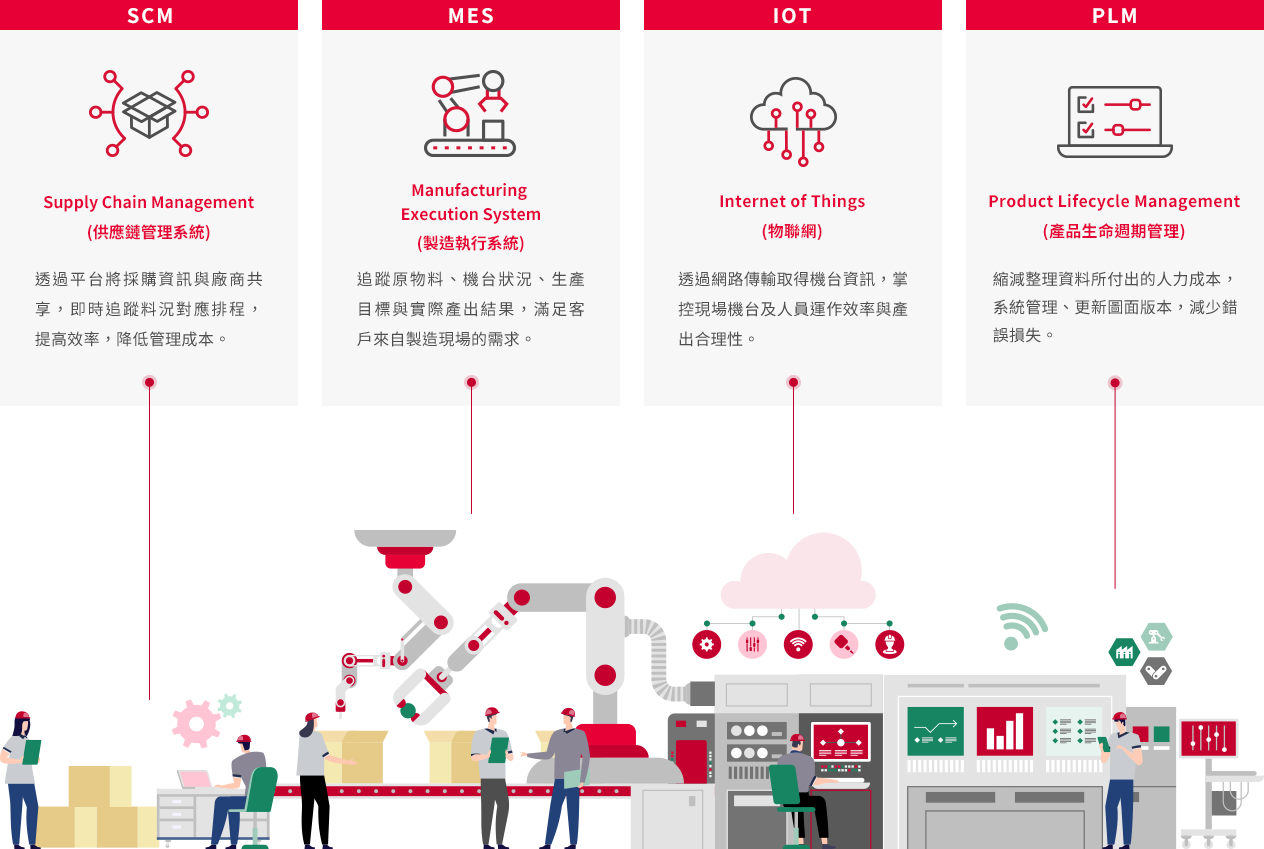 SCM
Supply Chain Management
(供應鏈管理系統)
透過平台將採購資訊與廠商共
享，即時追蹤料況對應排程，
提高效率，降低管理成本。
MES
Manufacturing
Execution System
(製造執行系統)
追蹤原物料、機台狀況、生產
目標與實際產出結果，滿足客
戶來自製造現場的需求。
IOT
Internet of Things
(物聯網)
透過網路傳輸取得機台資訊，掌
控現場機台及人員運作效率與產
出合理性。
PLM
Product Lifecycle Management
(產品生命週期管理)
縮減整理資料所付出的人力成本，
系統管理、更新圖面版本，減少錯
誤損失。